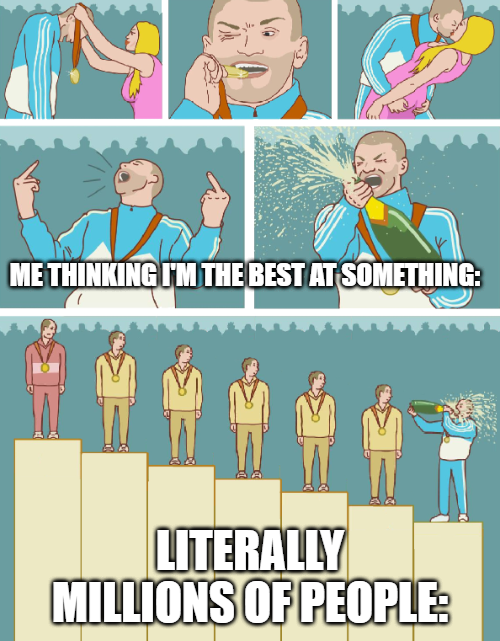 ME THINKING I'M THE BEST AT SOMETHING:
LITERALLY
MILLIONS OF PEOPLE: